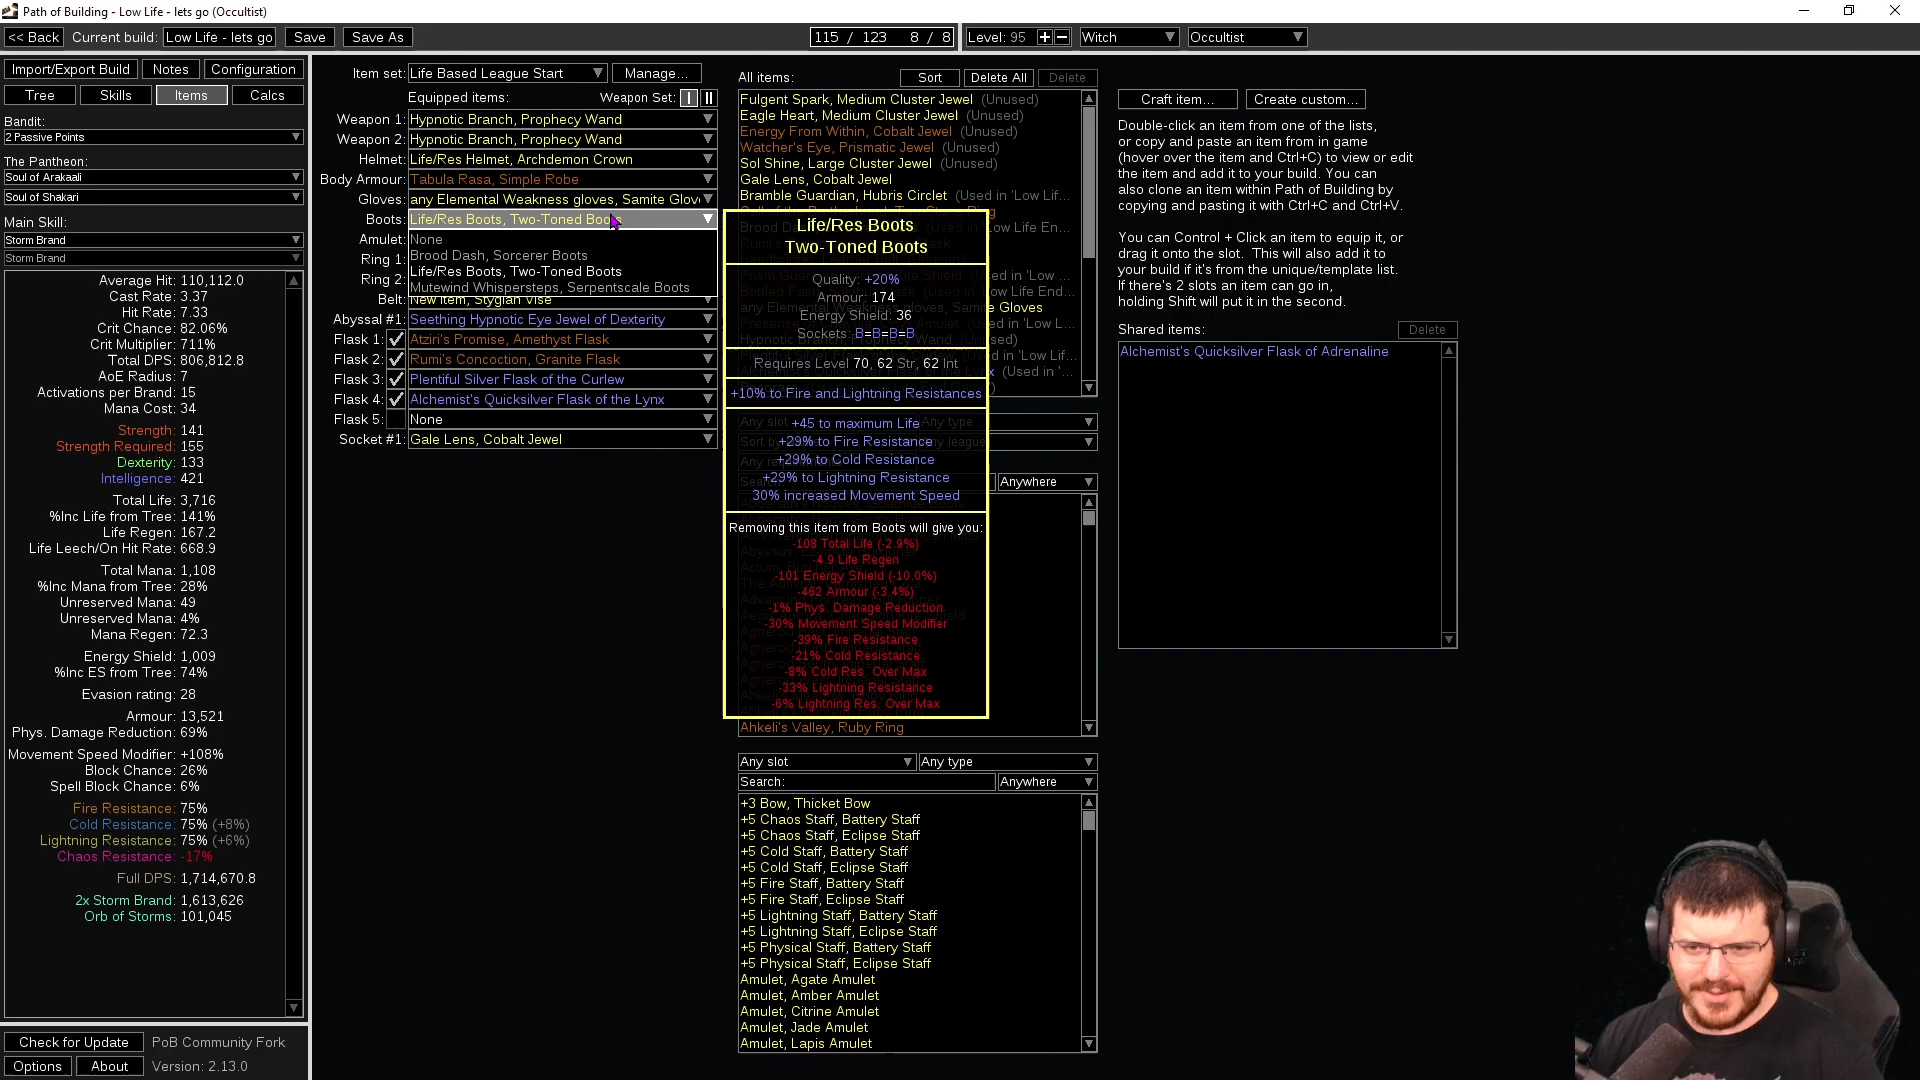 Path of Building - Low Life - lets go (Occultist)
<< Back
Current build: Low Life - lets go
Save
Save As
115 / 123 8 / 8
Level: 95
Witch
Occultist
Import/Export Build
Notes
Configuration
Tree
Skills
Items
Calcs
Bandit:
2 Passive Points
The Pantheon:
Soul of Arakaali
Soul of Shakari
Main Skill:
Storm Brand
Storm Brand
Average Hit: 110,112.0
Cast Rate: 3.37
Hit Rate: 7.33
Crit Chance: 82.06%
Crit Multiplier: 711%
Total DPS: 806,812.8
AoE Radius: 7
Activations per Brand: 15
Mana Cost: 34
Strength: 141
Strength Required: 155
Dexterity: 133
Intelligence: 421
Total Life: 3,716
%Inc Life from Tree: 141%
Life Regen: 167.2
Life Leech/On Hit Rate: 668.9
Total Mana: 1,108
%Inc Mana from Tree: 28%
Unreserved Mana: 49
Unreserved Mana: 4%
Mana Regen: 72.3
Energy Shield: 1,009
%Inc ES from Tree: 74%
Evasion rating: 28
Armour: 13,521
Phys. Damage Reduction: 69%
Movement Speed Modifier: +108%
Block Chance: 26%
Spell Block Chance: 6%
Fire Resistance: 75%
Cold Resistance: 75% (+8%)
Lightning Resistance: 75% (+6%)
Chaos Resistance: -17%
Full DPS: 1,714,670.8
2x Storm Brand: 1,613,626
Orb of Storms: 101,045
Check for Update
PoB Community Fork
Options
About
Version: 2.13.0
Item set: Life Based League Start
Manage...
Equipped items:
Weapon Set: I II
Weapon 1: Hypnotic Branch, Prophecy Wand
Weapon 2: Hypnotic Branch, Prophecy Wand
Helmet: Life/Res Helmet, Archdemon Crown
Body Armour: Tabula Rasa, Simple Robe
Gloves: any Elemental Weakness gloves, Samite Glov
Boots: Life/Res Boots, Two-Toned Boots
Amulet: None
Brood Dash, Sorcerer Boots
Ring 1:
Life/Res Boots, Two-Toned Boots
Ring 2:
Mutewind Whispersteps, Serpentscale Boots
Belt: New Item, Stygian Vise
Abyssal #1: Seething Hypnotic Eye Jewel of Dexterity
Flask 1: Atziri's Promise, Amethyst Flask
Flask 2: Rumi's Concoction, Granite Flask
Flask 3: Plentiful Silver Flask of the Curlew
Flask 4: Alchemist's Quicksilver Flask of the Lynx
Flask 5: None
Socket #1: Gale Lens, Cobalt Jewel
All items:
Sort
Delete All
Delete
Fulgent Spark, Medium Cluster Jewel (Unused)
Eagle Heart, Medium Cluster Jewel (Unused)
Energy From Within, Cobalt Jewel (Unused)
Watcher's Eye, Prismatic Jewel (Unused)
Sol Shine, Large Cluster Jewel (Unused)
Gale Lens, Cobalt Jewel
Bramble Guardian, Hubris Circlet (Used in 'Low Lif...
Life/Res Boots
Two-Toned Boots
Quality: +20%
Armour: 174
Energy Shield: 36
Sockets: B=B=B=B
Requires Level 70, 62 Str, 62 Int
+10% to Fire and Lightning Resistances
+45 to maximum Life
+29% to Fire Resistance
+29% to Cold Resistance
+29% to Lightning Resistance
30% increased Movement Speed
Removing this item from Boots will give you:
-108 Total Life (-2.9%)
-4.9 Life Regen
-101 Energy Shield (-10.0%)
-462 Armour (-3.4%)
-1% Phys. Damage Reduction
-30% Movement Speed Modifier
-39% Fire Resistance
-21% Cold Resistance
-8% Cold Res. Over Max
-33% Lightning Resistance
-6% Lightning Res. Over Max
Anywhere
Ahkeli's Valley, Ruby Ring
Any slot
Any type
Search:
Anywhere
+3 Bow, Thicket Bow
+5 Chaos Staff, Battery Staff
+5 Chaos Staff, Eclipse Staff
+5 Cold Staff, Battery Staff
+5 Cold Staff, Eclipse Staff
+5 Fire Staff, Battery Staff
+5 Fire Staff, Eclipse Staff
+5 Lightning Staff, Battery Staff
+5 Lightning Staff, Eclipse Staff
+5 Physical Staff, Battery Staff
+5 Physical Staff, Eclipse Staff
Amulet, Agate Amulet
Amulet, Amber Amulet
Amulet, Citrine Amulet
Amulet, Jade Amulet
Amulet, Lapis Amulet
Craft item...
Create custom...
Double-click an item from one of the lists,
or copy and paste an item from in game
(hover over the item and Ctrl+C) to view or edit
the item and add it to your build. You can
also clone an item within Path of Building by
copying and pasting it with Ctrl+C and Ctrl+V.
You can Control + Click an item to equip it, or
drag it onto the slot. This will also add it to
your build if it's from the unique/template list.
If there's 2 slots an item can go in,
holding Shift will put it in the second.
Shared items:
Delete
Alchemist's Quicksilver Flask of Adrenaline